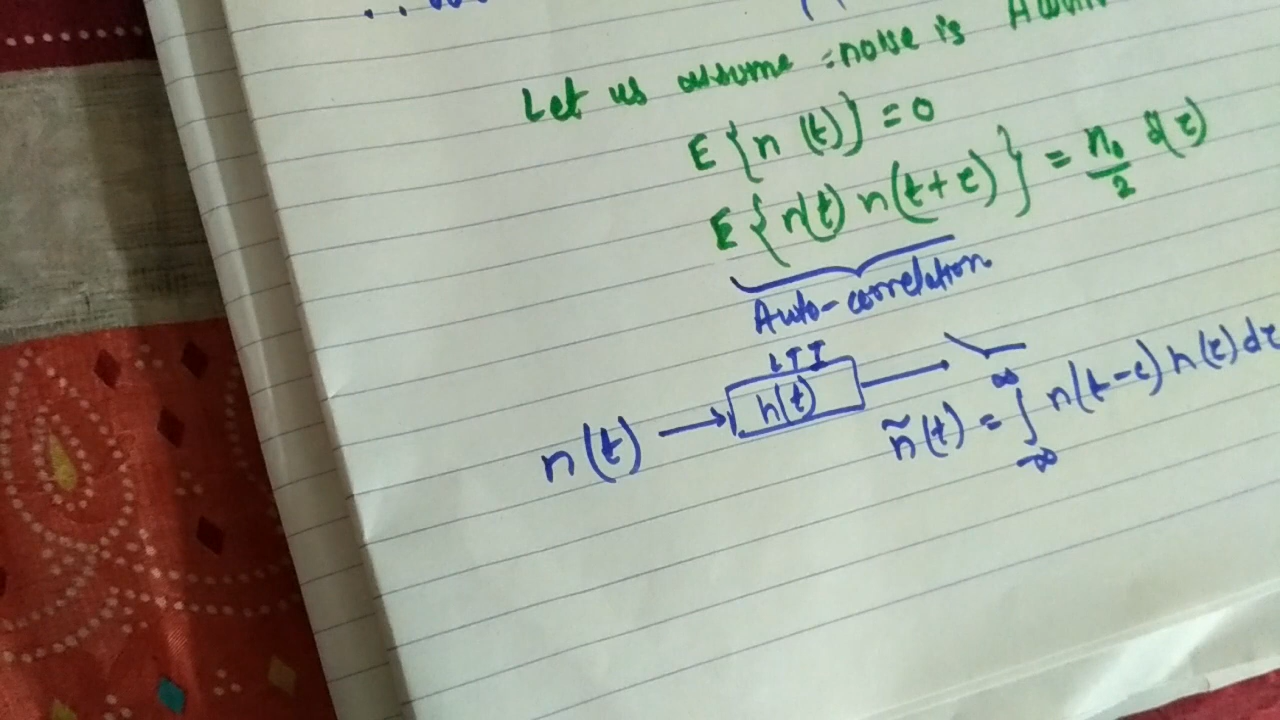 Let us assume :noise is
E{n(t)} = 0
E{n(t) n(t+τ)} = n₀/2 δ(τ)
Auto-correlation
LTI
n(t) → h(t) →
ñ(t) = ∫_{-∞}^{∞} n(t-τ) h(τ) dτ